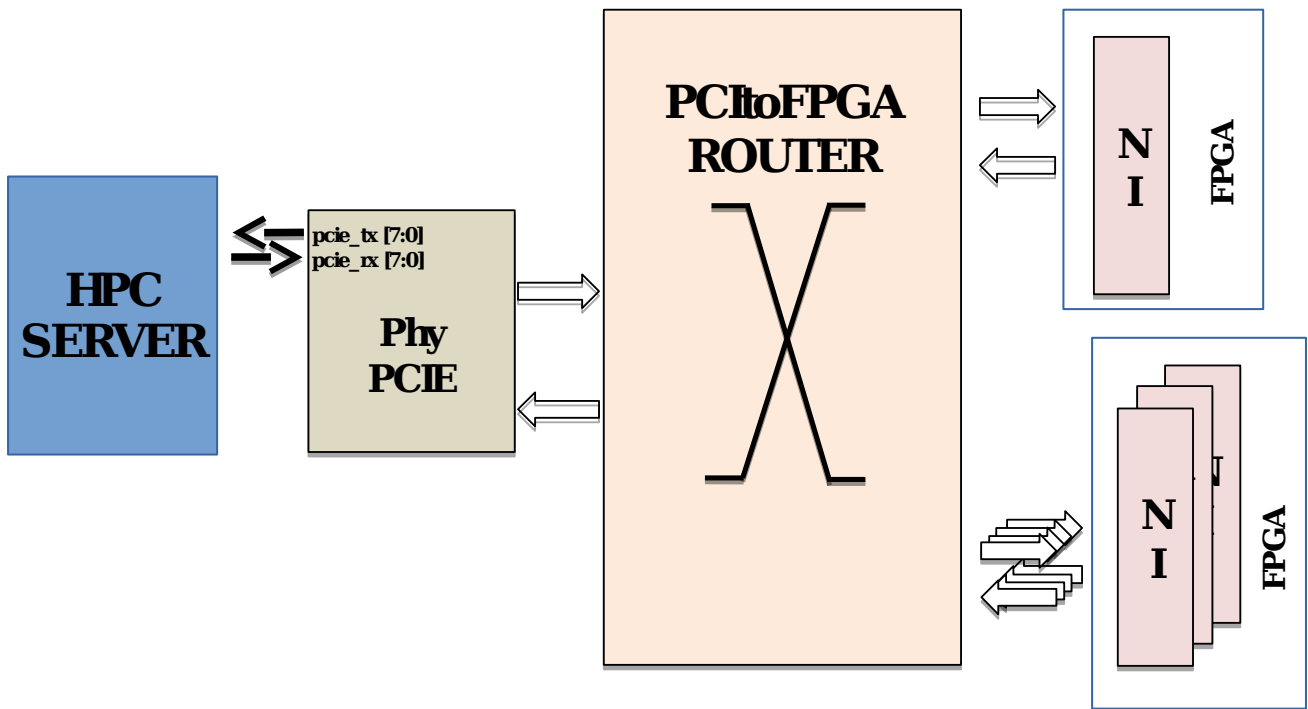 HPC
SERVER
pcie_tx [7:0]
pcie_rx [7:0]
Phy
PCIE
PCItoFPGA
ROUTER
N
I
FPGA
N
I
N
FPGA